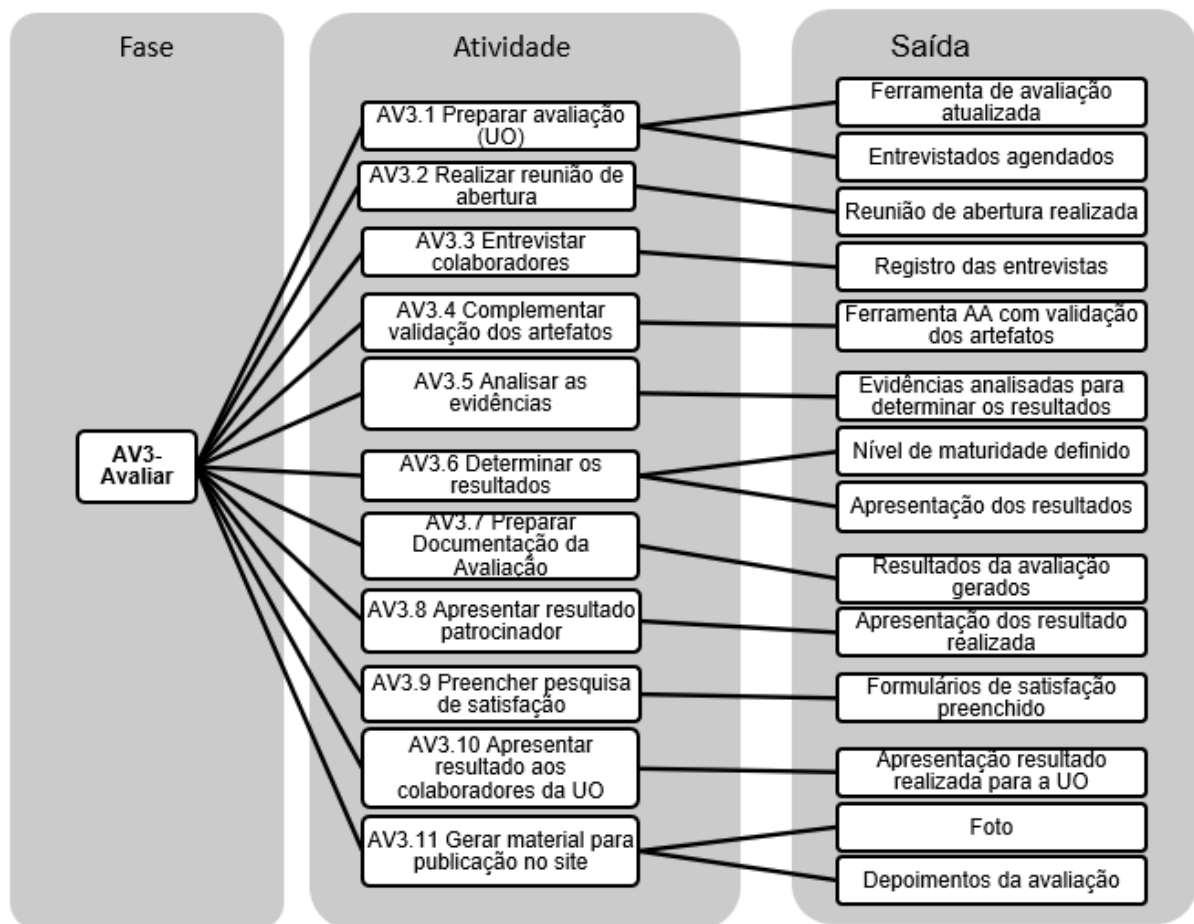 Fase
Atividade
Saída
AV3-
Avaliar
AV3.1 Preparar avaliação
(UO)
AV3.2 Realizar reunião de
abertura
AV3.3 Entrevistar
colaboradores
AV3.4 Complementar
validação dos artefatos
AV3.5 Analisar as
evidências
AV3.6 Determinar os
resultados
AV3.7 Preparar
Documentação da
Avaliação
AV3.8 Apresentar resultado
patrocinador
AV3.9 Preencher pesquisa
de satisfação
AV3.10 Apresentar
resultado aos
colaboradores da UO
AV3.11 Gerar material para
publicação no site
Ferramenta de avaliação
atualizada
Entrevistados agendados
Reunião de abertura realizada
Registro das entrevistas
Ferramenta AA com validação
dos artefatos
Evidências analisadas para
determinar os resultados
Nível de maturidade definido
Apresentação dos resultados
Resultados da avaliação
gerados
Apresentação dos resultado
realizada
Formulários de satisfação
preenchido
Apresentação resultado
realizada para a UO
Foto
Depoimentos da avaliação